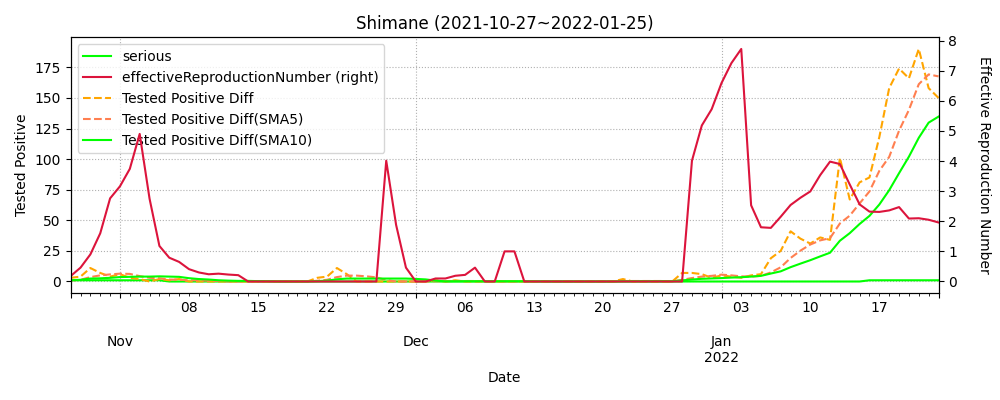 Shimane (2021-10-27~2022-01-25)
serious
effectiveReproductionNumber (right)
Tested Positive Diff
Tested Positive Diff(SMA5)
Tested Positive Diff(SMA10)
Tested Positive
175
150
125
100
75
50
25
0
8
7
6
5
4
3
2
1
0
Effective Reproduction Number
08 15 22 29 06 13 20 27 03 10 17
Nov Dec Jan
2022
Date